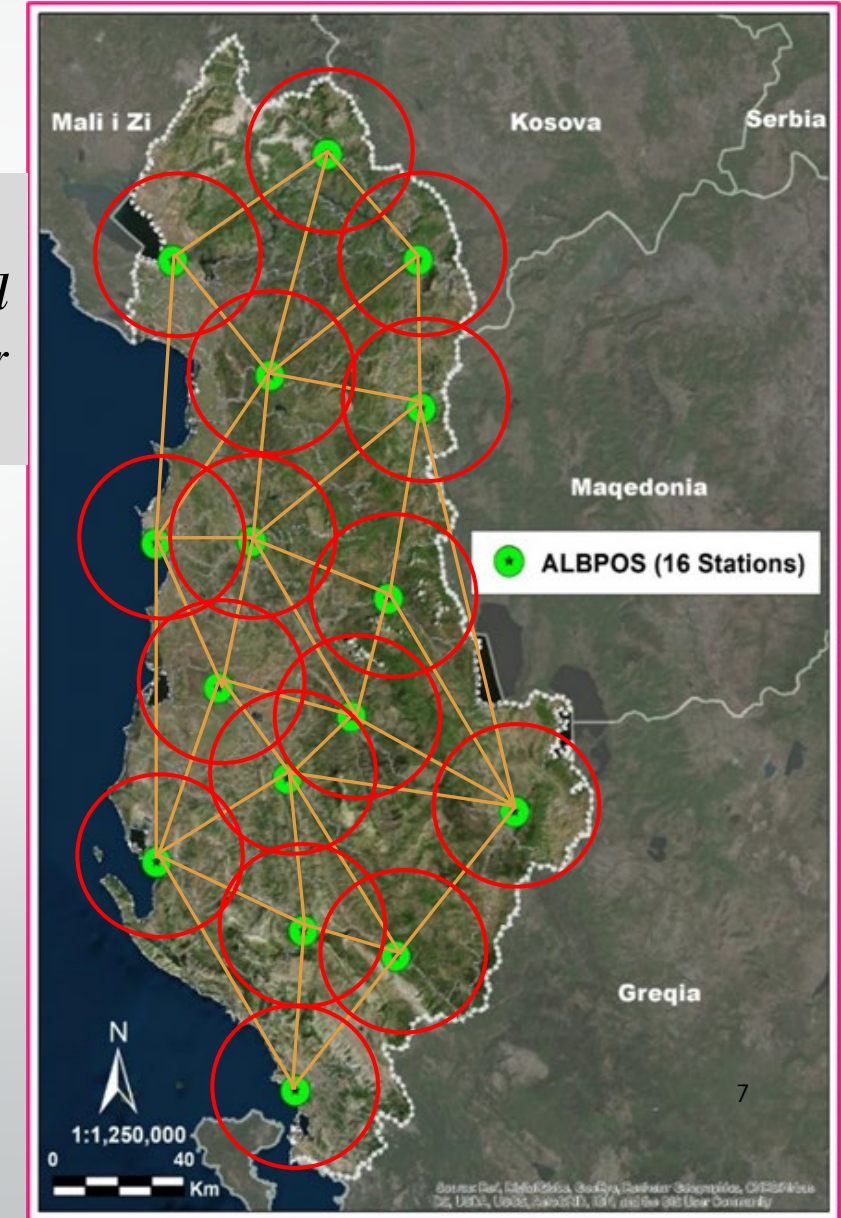 Mali i Zi
Kosova
Serbia
l
r
Maqedonia
ALBPOS (16 Stations)
Greqia
N
7
1:1,250,000
0 40
Km